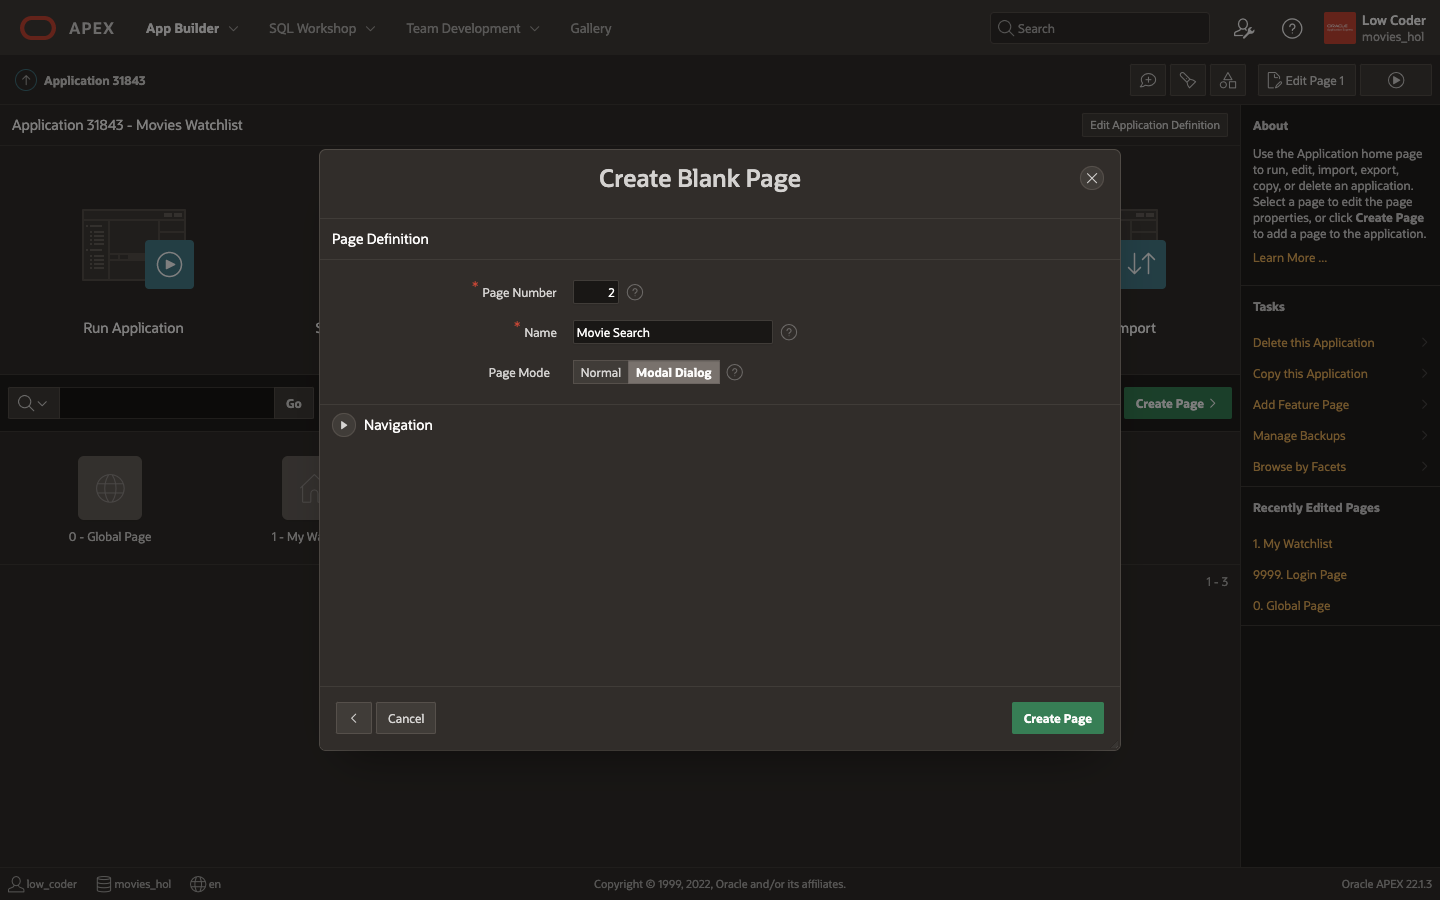 APEX
App Builder
SQL Workshop
Team Development
Gallery
Search
Low Coder
movies_hol
Application 31843
Edit Page 1
Application 31843 - Movies Watchlist
Edit Application Definition
Run Application
Create Blank Page
Page Definition
* Page Number
2
* Name
Movie Search
Page Mode
Normal
Modal Dialog
Navigation
Cancel
Create Page
Go
Create Page
0 - Global Page
1 - My
1 - 3
About
Use the Application home page
to run, edit, import, export,
copy, or delete an application.
Select a page to edit the page
properties, or click Create Page
to add a page to the application.
Learn More ...
Tasks
Delete this Application
Copy this Application
Add Feature Page
Manage Backups
Browse by Facets
Recently Edited Pages
1. My Watchlist
9999. Login Page
0. Global Page
low_coder
movies_hol
en
Copyright © 1999, 2022, Oracle and/or its affiliates.
Oracle APEX 22.1.3